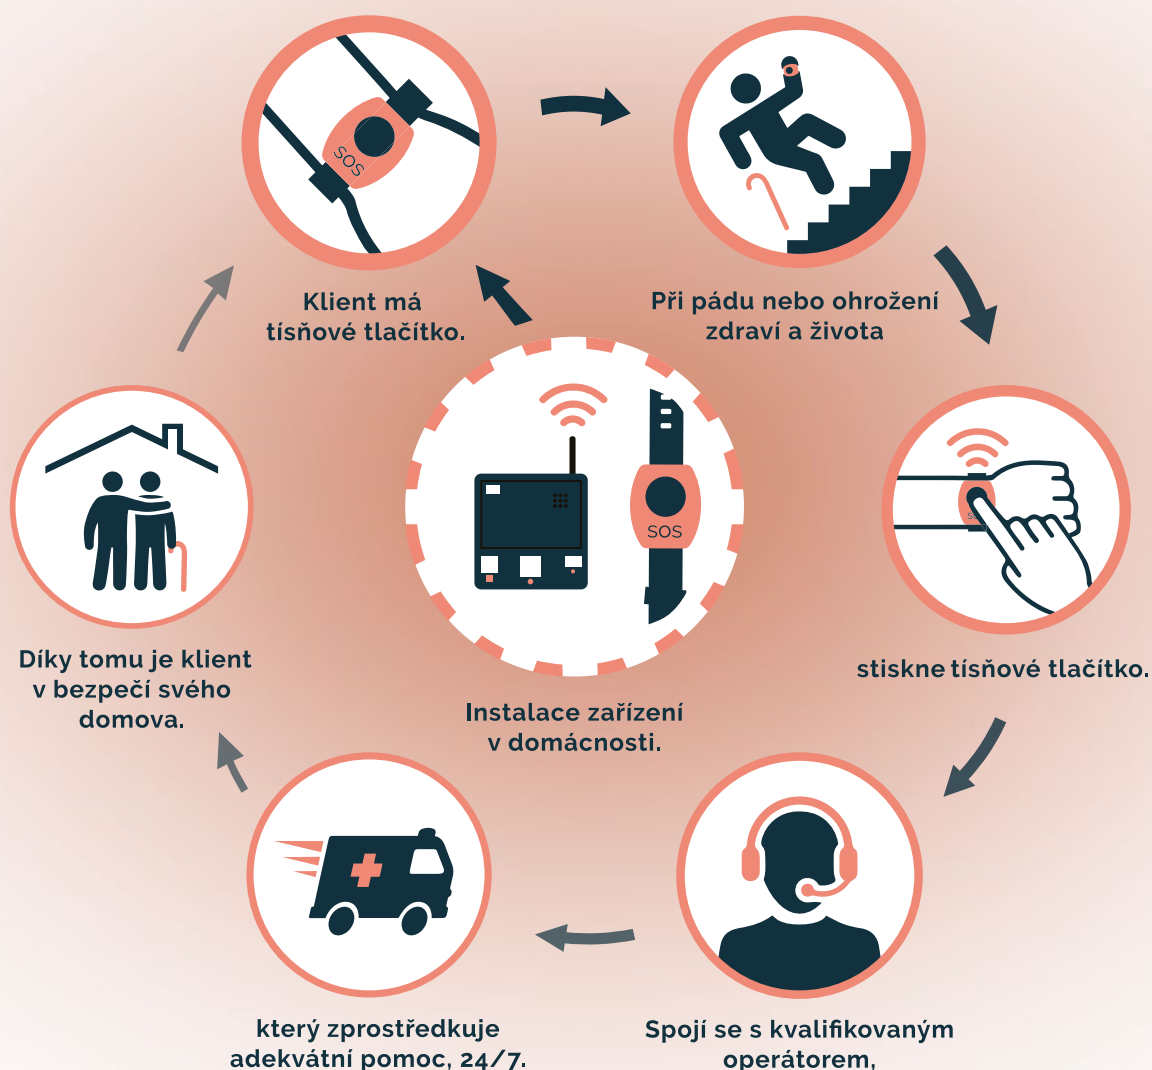 SOS
Klient má
tísňové tlačítko.
Při pádu nebo ohrožení
zdraví a života
stiskne tísňové tlačítko.
Spojí se s kvalifikovaným
operátorem,
který zprostředkuje
adekvátní pomoc, 24/7.
Díky tomu je klient
v bezpečí svého
domova.
SOS
Instalace zařízení
v domácnosti.